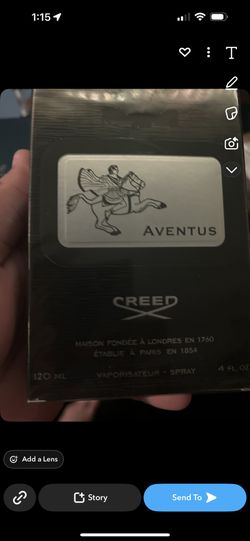 1:15
T
AVENTUS
CREED
MAISON FONDÉE À LONDRES EN 1760
ÉTABLIE À PARIS EN 1854
120 ML VAPORISATEUR - SPRAY 4 FL OZ
Add a Lens
Story
Send To